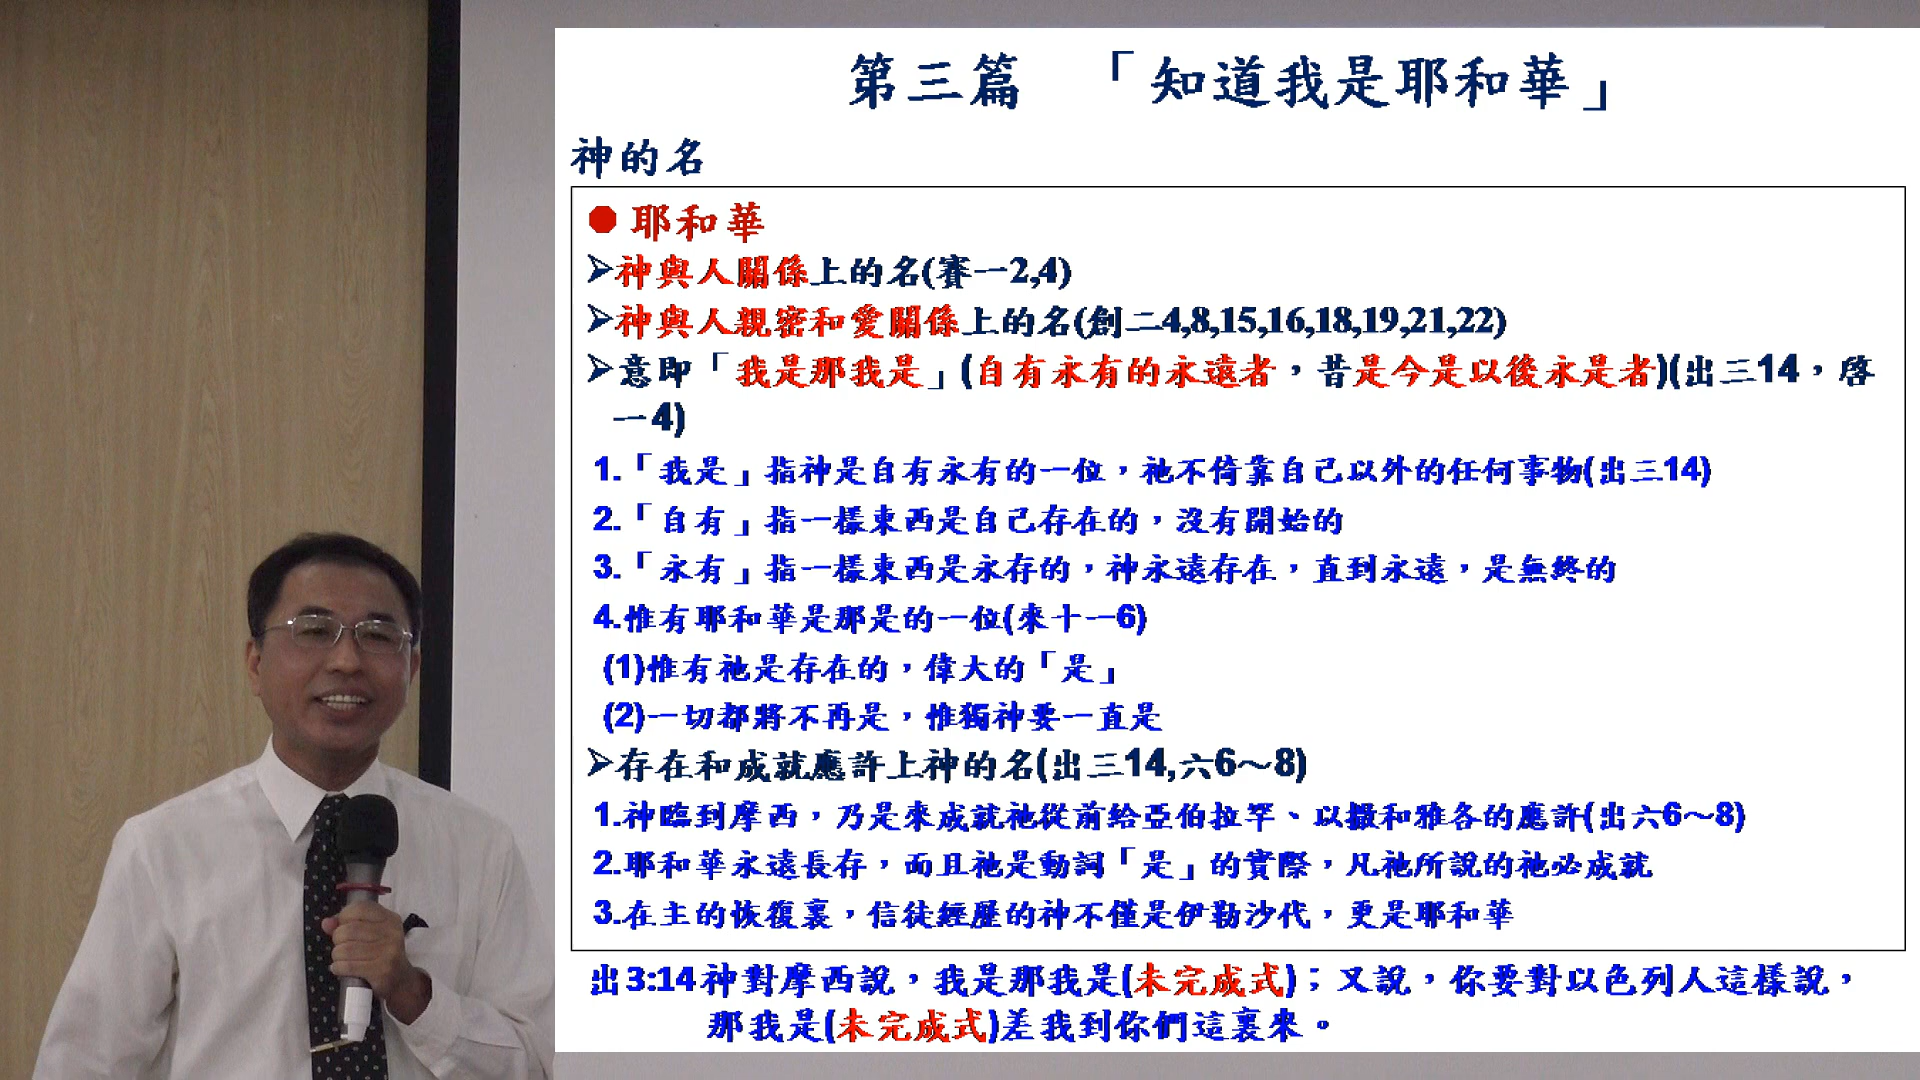 第三篇　「知道我是耶和華」
神的名
●耶和華
➢神與人關係上的名(賽一2,4)
➢神與人親密和愛關係上的名(創二4,8,15,16,18,19,21,22)
➢意即「我是那我是」(自有永有的永遠者，昔是今是以後永是者)(出三14，啓
一4)
1.「我是」指神是自有永有的一位，祂不倚靠自己以外的任何事物(出三14)
2.「自有」指一樣東西是自己存在的，沒有開始的
3.「永有」指一樣東西是永存的，神永遠存在，直到永遠，是無終的
4.惟有耶和華是那是的一位(來十一6)
(1)惟有祂是存在的，偉大的「是」
(2)一切都將不再是，惟獨神要一直是
➢存在和成就應許上神的名(出三14,六6～8)
1.神臨到摩西，乃是來成就祂從前給亞伯拉罕、以撒和雅各的應許(出六6～8)
2.耶和華永遠長存，而且祂是動詞「是」的實際，凡祂所說的祂必成就
3.在主的恢復裏，信徒經歷的神不僅是伊勒沙代，更是耶和華
出3:14神對摩西說，我是那我是(未完成式)；又說，你要對以色列人這樣說，
那我是(未完成式)差我到你們這裏來。